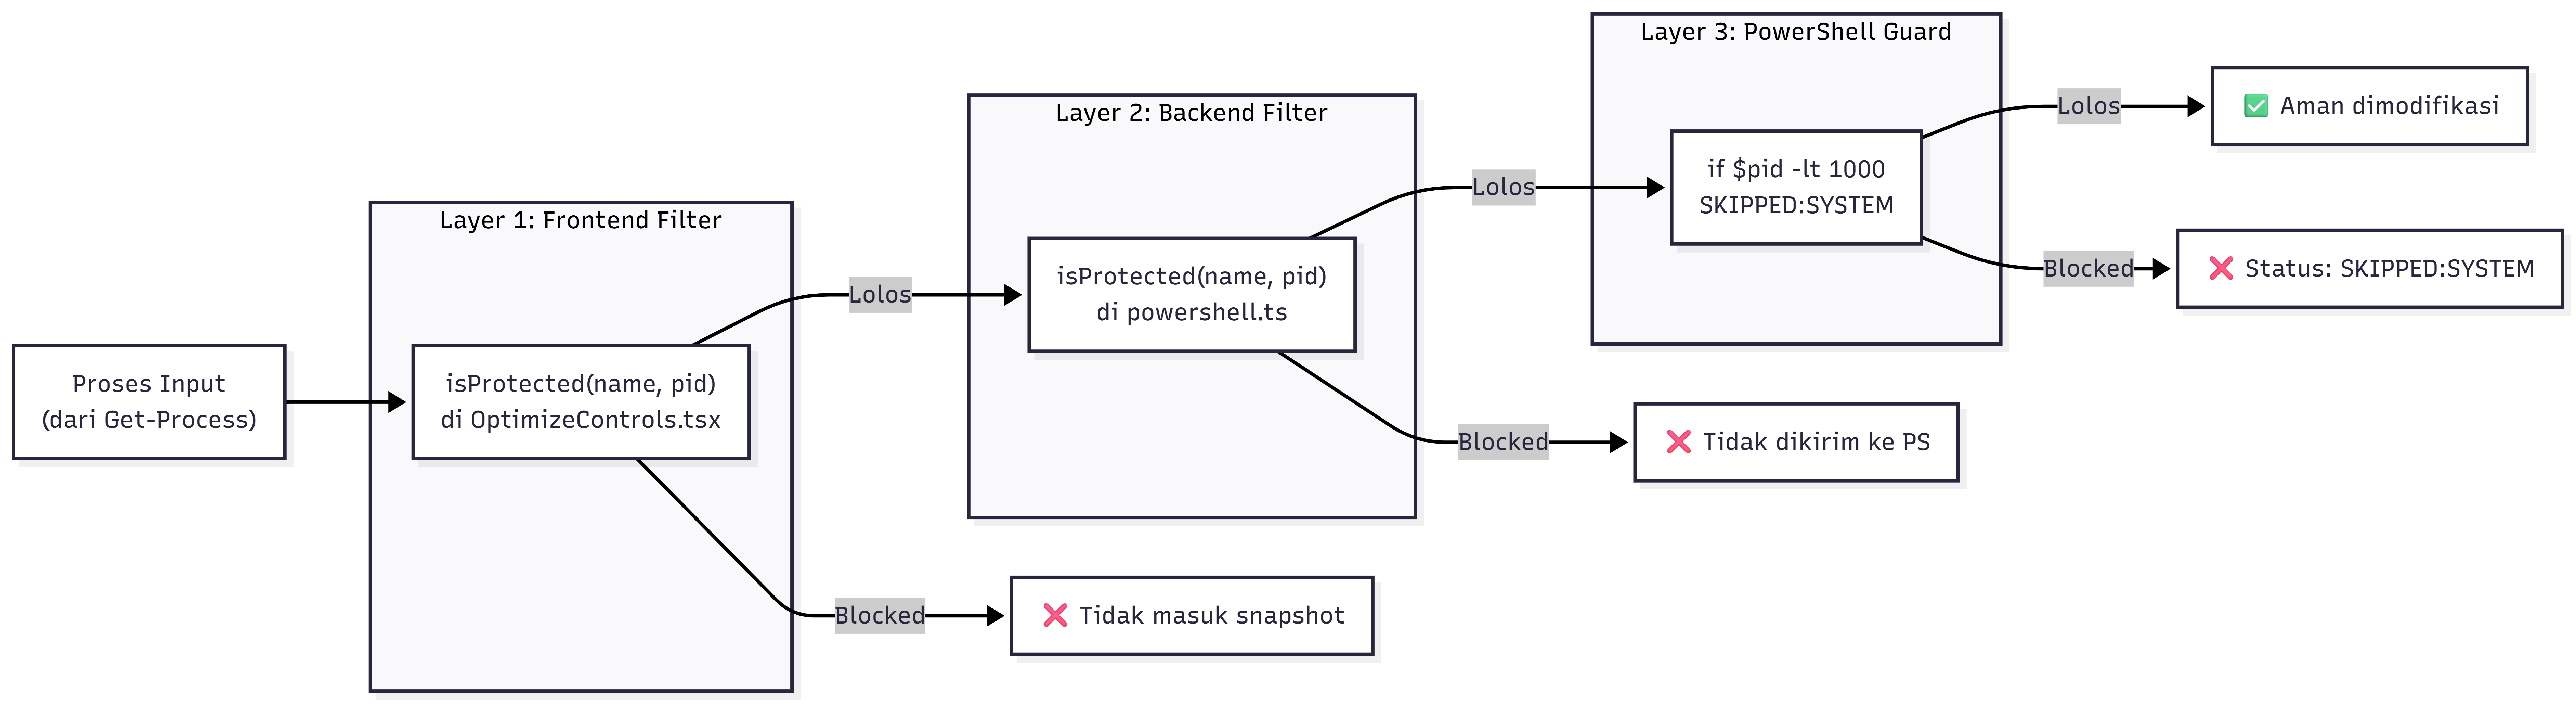 Proses Input
(dari Get-Process)
Layer 1: Frontend Filter
isProtected(name, pid)
di OptimizeControls.tsx
Lolos
Blocked
❌ Tidak masuk snapshot
Layer 2: Backend Filter
isProtected(name, pid)
di powershell.ts
Lolos
Blocked
❌ Tidak dikirim ke PS
Layer 3: PowerShell Guard
if $pid -lt 1000
SKIPPED:SYSTEM
Lolos
✅ Aman dimodifikasi
Blocked
❌ Status: SKIPPED:SYSTEM